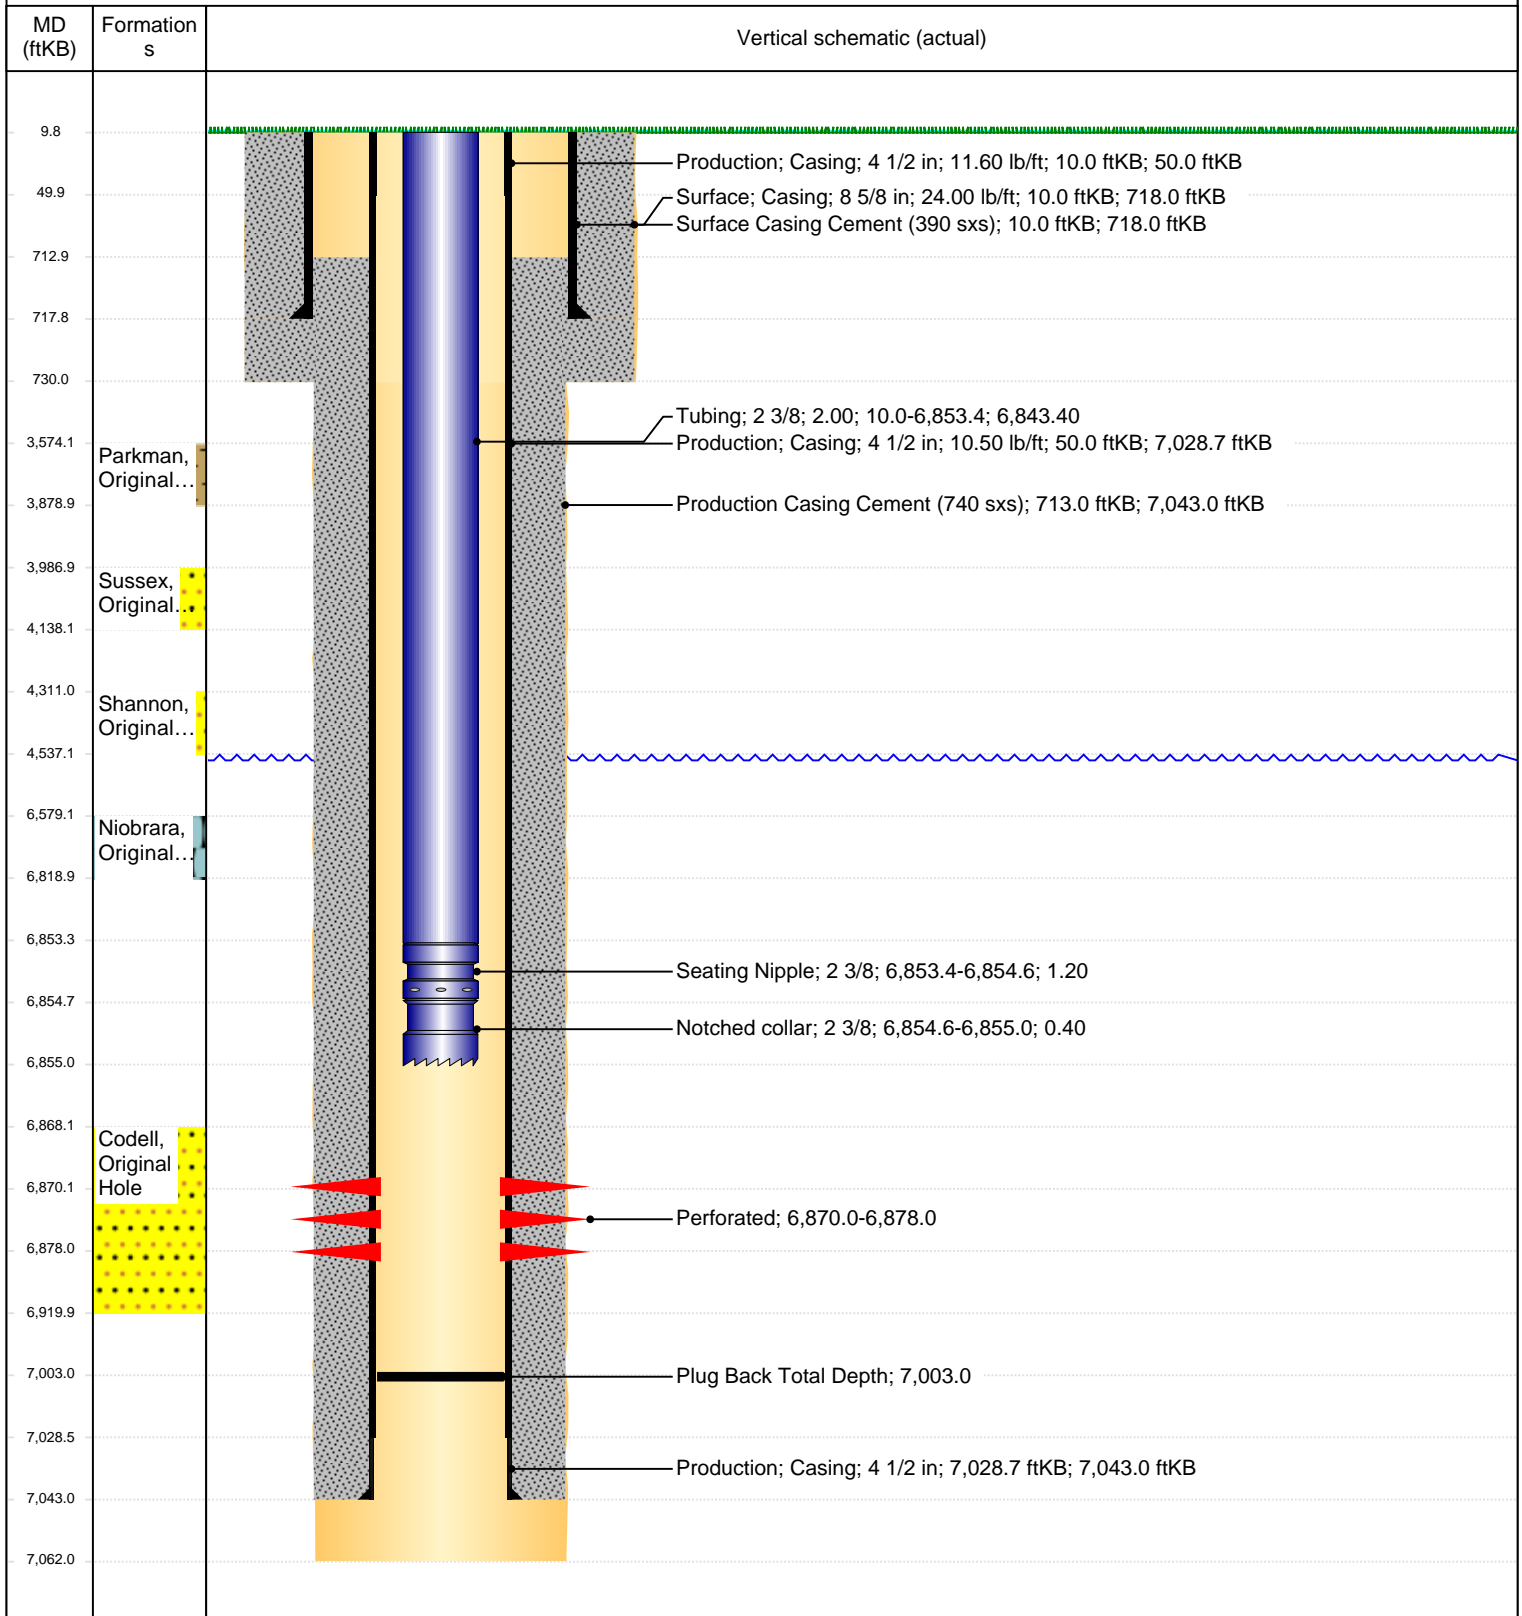 MD
(ftKB)
Formation
s
Vertical schematic (actual)
9.8
Production; Casing; 4 1/2 in; 11.60 lb/ft; 10.0 ftKB; 50.0 ftKB
49.9
Surface; Casing; 8 5/8 in; 24.00 lb/ft; 10.0 ftKB; 718.0 ftKB
Surface Casing Cement (390 sxs); 10.0 ftKB; 718.0 ftKB
712.9
717.8
730.0
Tubing; 2 3/8; 2.00; 10.0-6,853.4; 6,843.40
3,574.1
Production; Casing; 4 1/2 in; 10.50 lb/ft; 50.0 ftKB; 7,028.7 ftKB
Parkman,
Original…
3,878.9
Production Casing Cement (740 sxs); 713.0 ftKB; 7,043.0 ftKB
3,986.9
Sussex,
Original…
4,138.1
4,311.0
Shannon,
Original…
4,537.1
6,579.1
Niobrara,
Original…
6,818.9
6,853.3
Seating Nipple; 2 3/8; 6,853.4-6,854.6; 1.20
6,854.7
Notched collar; 2 3/8; 6,854.6-6,855.0; 0.40
6,855.0
6,868.1
Codell,
Original
Hole
6,870.1
Perforated; 6,870.0-6,878.0
6,878.0
6,919.9
7,003.0
Plug Back Total Depth; 7,003.0
7,028.5
Production; Casing; 4 1/2 in; 7,028.7 ftKB; 7,043.0 ftKB
7,043.0
7,062.0